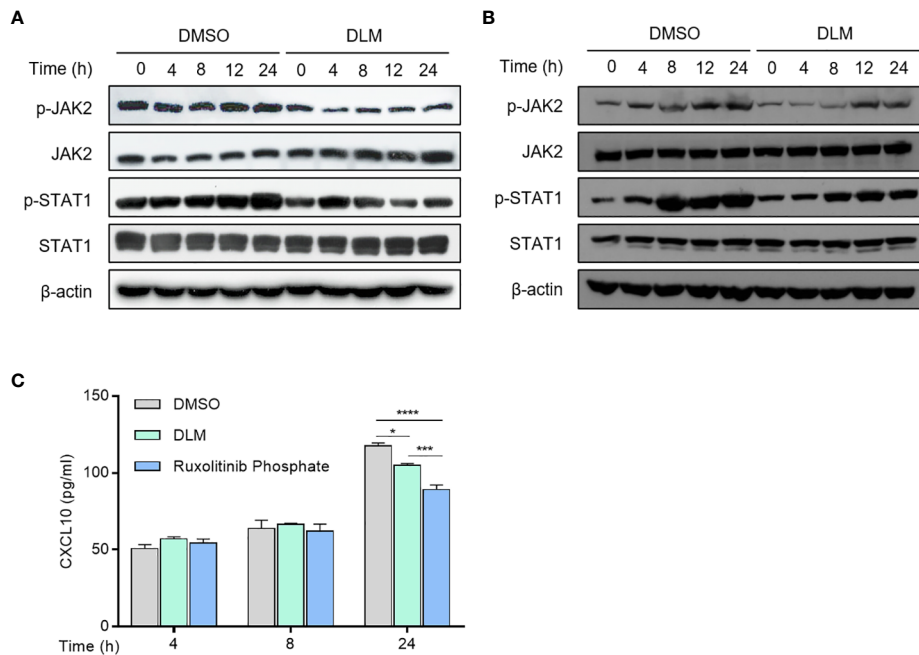 A
DMSO DLM
Time (h) 0 4 8 12 24 0 4 8 12 24
p-JAK2
JAK2
p-STAT1
STAT1
β-actin
B
DMSO DLM
Time (h) 0 4 8 12 24 0 4 8 12 24
p-JAK2
JAK2
p-STAT1
STAT1
β-actin
C
CXCL10 (pg/ml)
150
100
50
0
DMSO
DLM
Ruxolitinib Phosphate
****
*
***
Time (h) 4 8 24